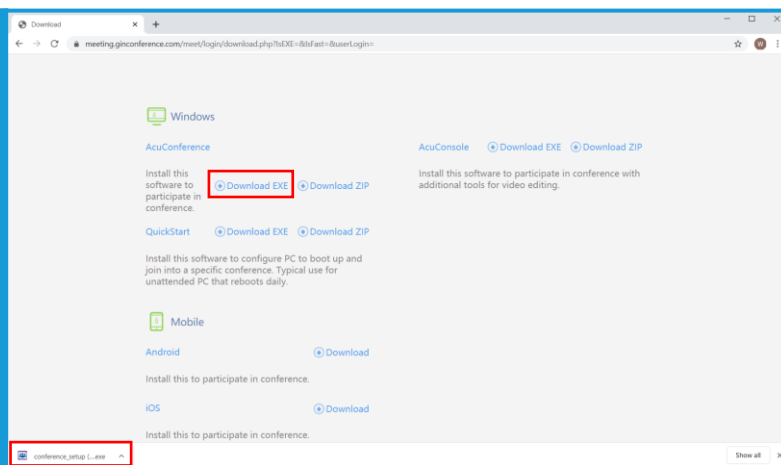 Download
meeting.ginconference.com/meet/login/download.php?IsEXE=&IsFast=&userLogin=
W
Windows
AcuConference
Install this
software to
participate in
conference.
Download EXE
Download ZIP
QuickStart
Download EXE
Download ZIP
Install this software to configure PC to boot up and
join into a specific conference. Typical use for
unattended PC that reboots daily.
AcuConsole
Download EXE
Download ZIP
Install this software to participate in conference with
additional tools for video editing.
Mobile
Android
Download
Install this to participate in conference.
iOS
Download
Install this to participate in conference.
conference_setup (....exe
Show all